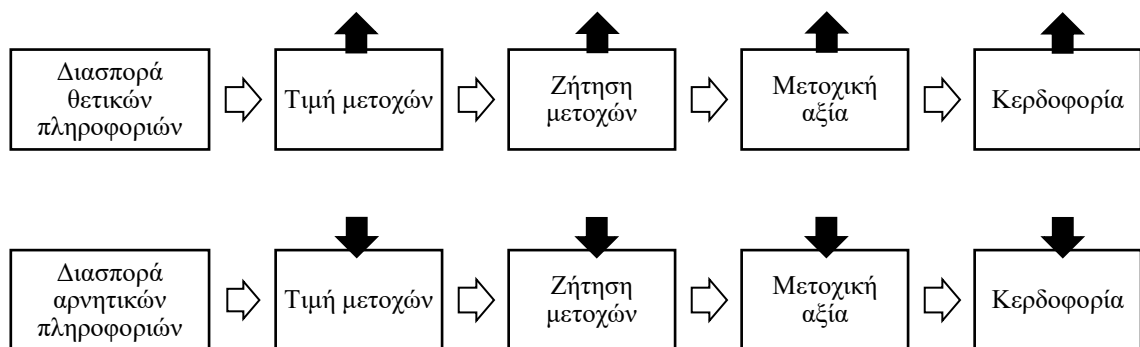 Διασπορά
θετικών
πληροφοριών
Τιμή μετοχών
Ζήτηση
μετοχών
Μετοχική
αξία
Κερδοφορία
Διασπορά
αρνητικών
πληροφοριών
Τιμή μετοχών
Ζήτηση
μετοχών
Μετοχική
αξία
Κερδοφορία